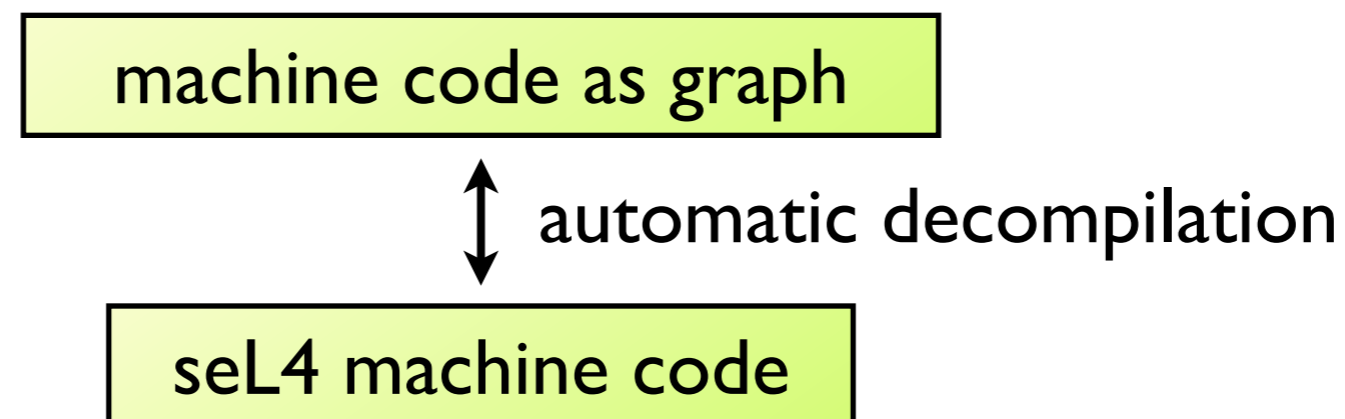 machine code as graph
automatic decompilation
seL4 machine code